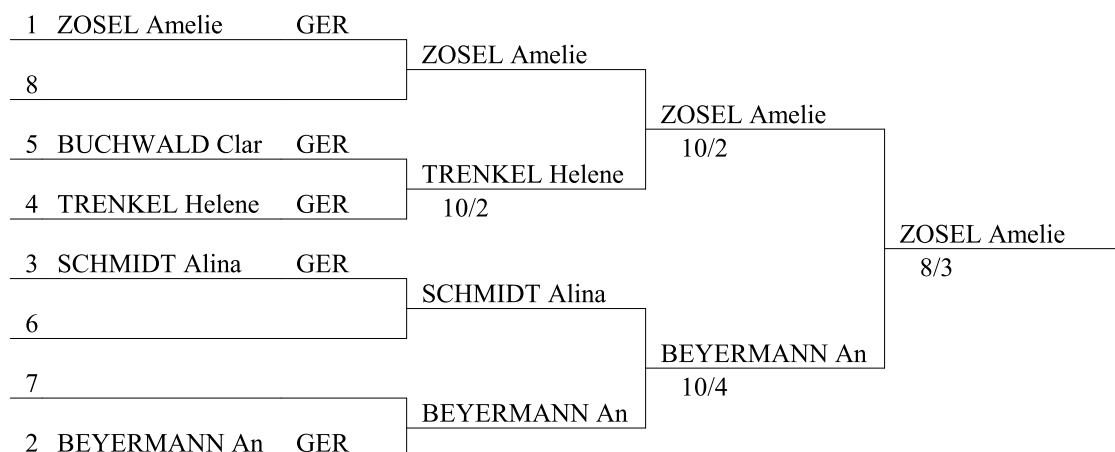 1 ZOSEL Amelie GER
ZOSEL Amelie
8
ZOSEL Amelie
10/2
5 BUCHWALD Clar GER
TRENKEL Helene
10/2
4 TRENKEL Helene GER
ZOSEL Amelie
8/3
3 SCHMIDT Alina GER
SCHMIDT Alina
6
BEYERMANN An
10/4
7
BEYERMANN An
2 BEYERMANN An GER